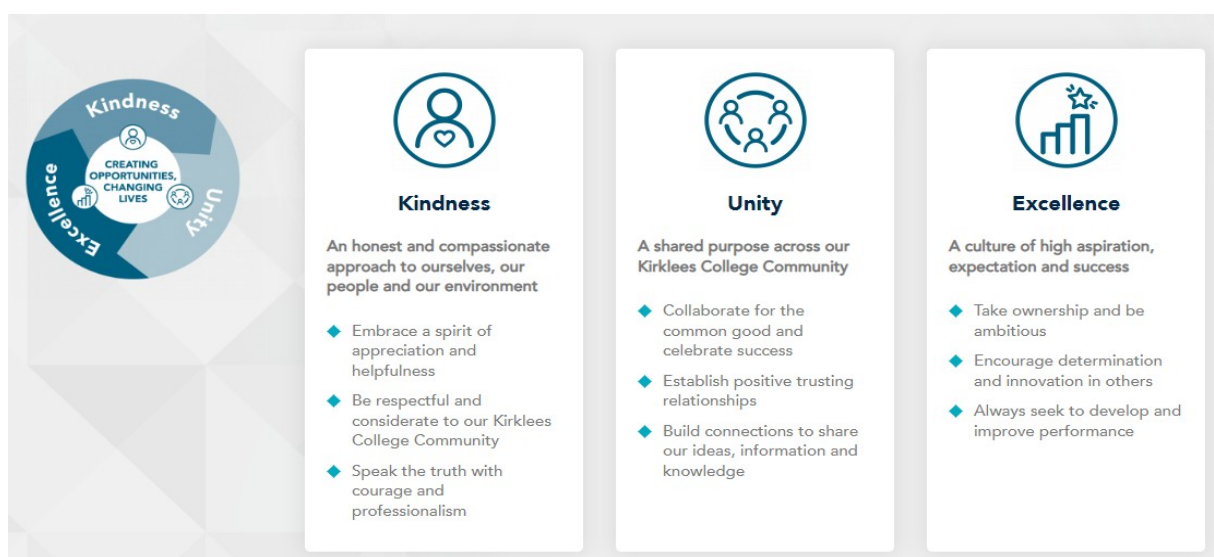 Kindness
Unity
Excellence
CREATING
OPPORTUNITIES,
CHANGING
LIVES
Kindness
An honest and compassionate
approach to ourselves, our
people and our environment
Embrace a spirit of
appreciation and
helpfulness
Be respectful and
considerate to our Kirklees
College Community
Speak the truth with
courage and
professionalism
Unity
A shared purpose across our
Kirklees College Community
Collaborate for the
common good and
celebrate success
Establish positive trusting
relationships
Build connections to share
our ideas, information and
knowledge
Excellence
A culture of high aspiration,
expectation and success
Take ownership and be
ambitious
Encourage determination
and innovation in others
Always seek to develop and
improve performance